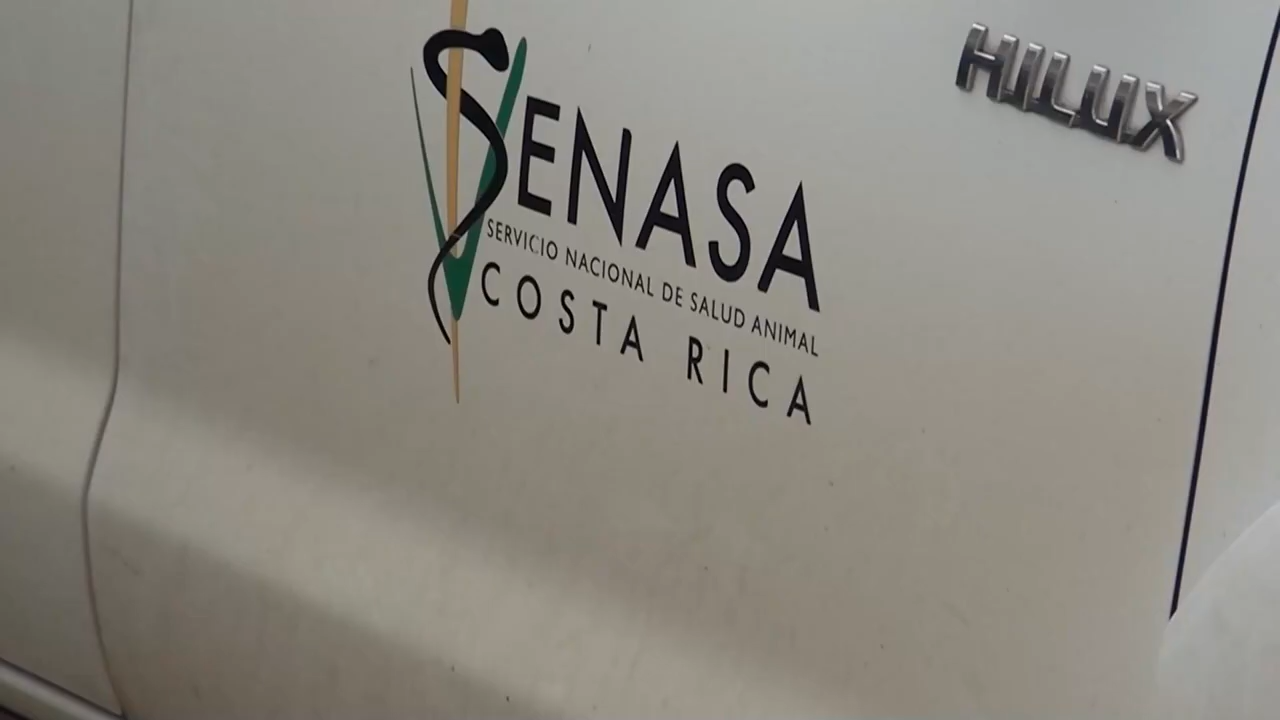 SENASA
SERVICIO NACIONAL DE SALUD ANIMAL
COSTA RICA
HILUX